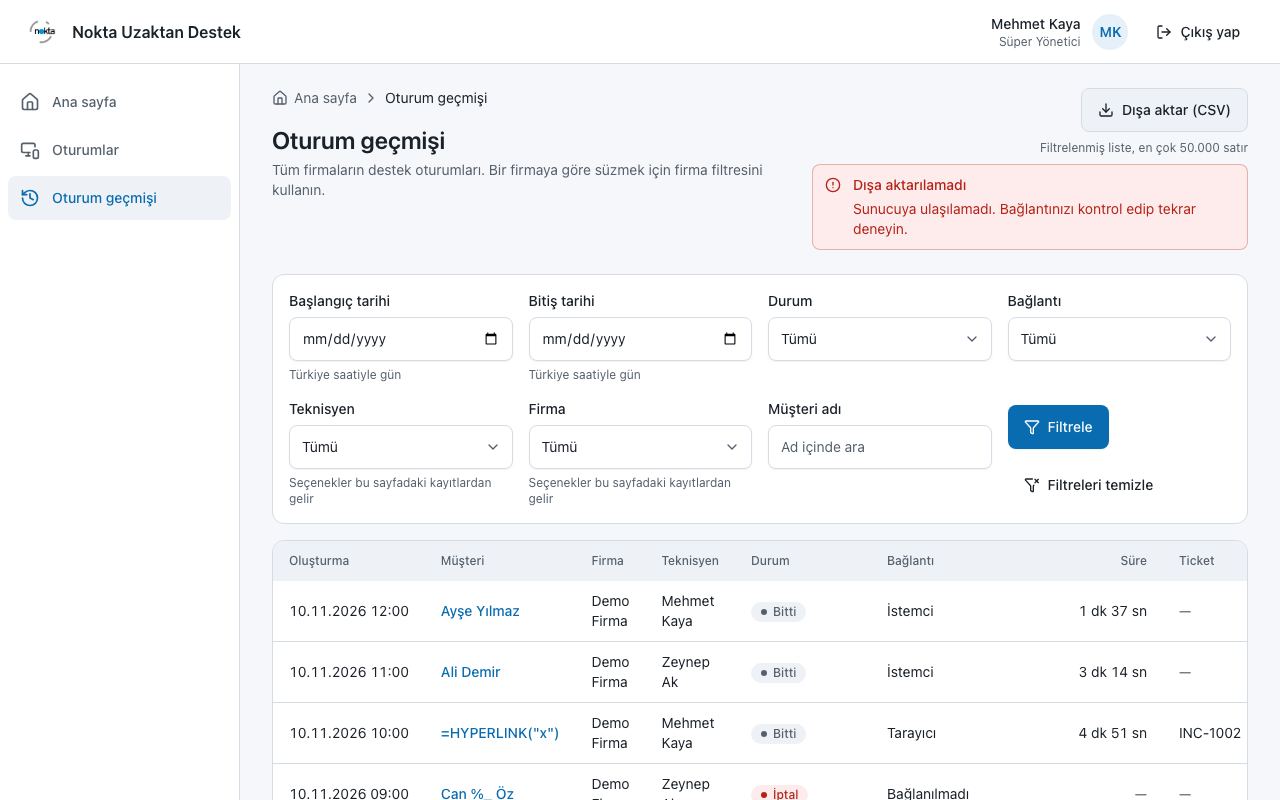 nokta
Nokta Uzaktan Destek
Mehmet Kaya
Süper Yönetici
MK
Çıkış yap
Ana sayfa
Oturumlar
Oturum geçmişi
Ana sayfa > Oturum geçmişi
Dışa aktar (CSV)
Filtrelenmiş liste, en çok 50.000 satır
Oturum geçmişi
Tüm firmaların destek oturumları. Bir firmaya göre süzmek için firma filtresini
kullanın.
Dışa aktarılamadı
Sunucuya ulaşılamadı. Bağlantınızı kontrol edip tekrar
deneyin.
Başlangıç tarihi
mm/dd/yyyy
Türkiye saatiyle gün
Bitiş tarihi
mm/dd/yyyy
Türkiye saatiyle gün
Durum
Tümü
Bağlantı
Tümü
Teknisyen
Tümü
Seçenekler bu sayfadaki kayıtlardan
gelir
Firma
Tümü
Seçenekler bu sayfadaki kayıtlardan
gelir
Müşteri adı
Ad içinde ara
Filtrele
Filtreleri temizle
Oluşturma Müşteri Firma Teknisyen Durum Bağlantı Süre Ticket
10.11.2026 12:00 Ayşe Yılmaz Demo Firma Mehmet Kaya Bitti İstemci 1 dk 37 sn —
10.11.2026 11:00 Ali Demir Demo Firma Zeynep Ak Bitti İstemci 3 dk 14 sn —
10.11.2026 10:00 =HYPERLINK("x") Demo Firma Mehmet Kaya Bitti Tarayıcı 4 dk 51 sn INC-1002
10.11.2026 09:00 Can %_ Öz Demo Zeynep İptal Bağlanılmadı — —